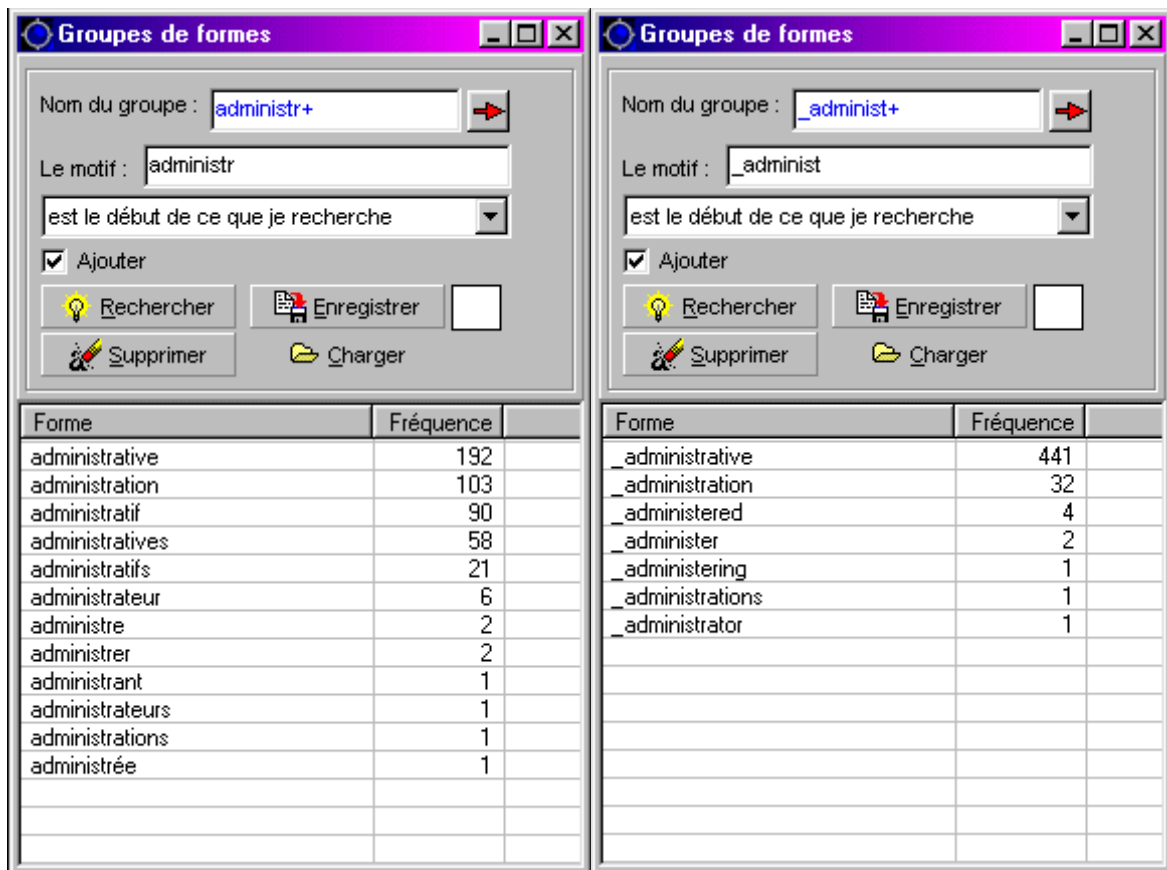 Groupes de formes
Nom du groupe : administr+
Le motif : administr
est le début de ce que je recherche
Ajouter
Rechercher Enregistrer
Supprimer Charger
Forme Fréquence
administrative 192
administration 103
administratif 90
administratives 58
administratifs 21
administrateur 6
administre 2
administrer 2
administrant 1
administrateurs 1
administrations 1
administrée 1
Groupes de formes
Nom du groupe : _administ+
Le motif : _administ
est le début de ce que je recherche
Ajouter
Rechercher Enregistrer
Supprimer Charger
Forme Fréquence
_administrative 441
_administration 32
_administered 4
_administer 2
_administering 1
_administrations 1
_administrator 1